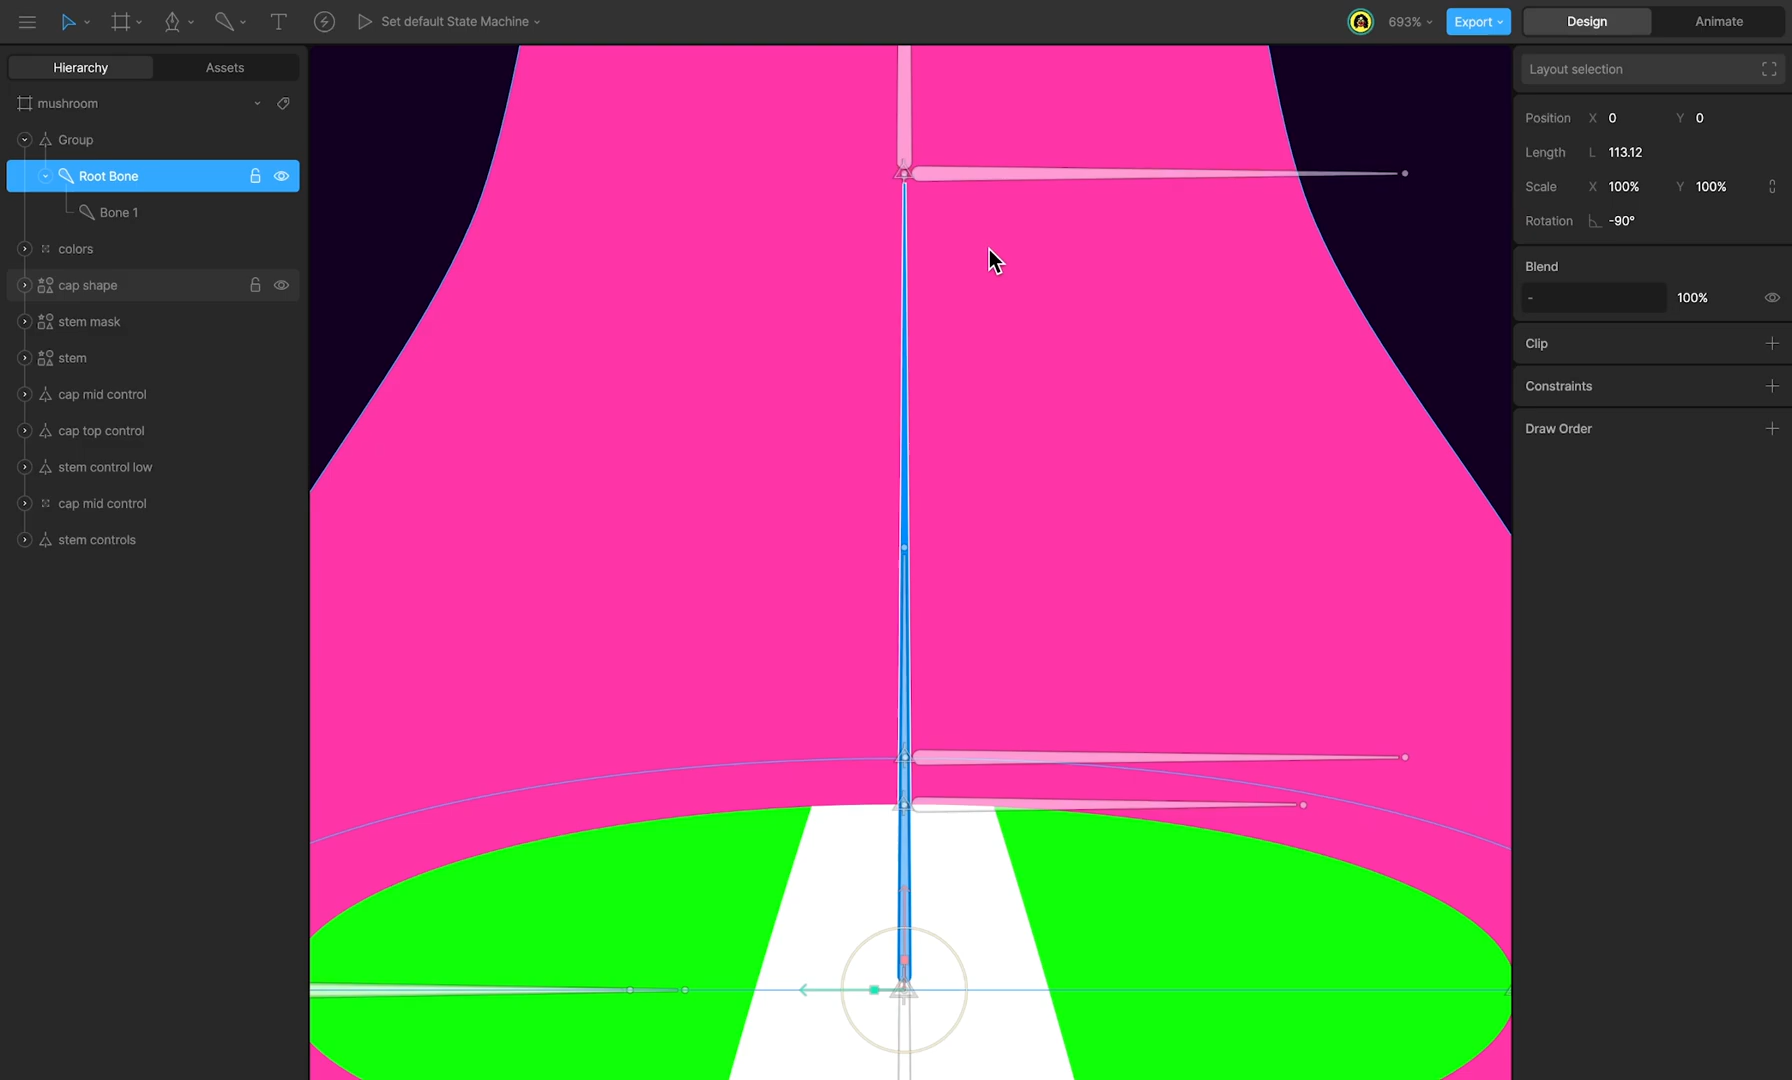 Set default State Machine
693%
Export
Design
Animate
Hierarchy
Assets
mushroom
Group
Root Bone
Bone 1
colors
cap shape
stem mask
stem
cap mid control
cap top control
stem control low
cap mid control
stem controls
Layout selection
Position X 0 Y 0
Length L 113.12
Scale X 100% Y 100%
Rotation -90°
Blend
- 100%
Clip
Constraints
Draw Order